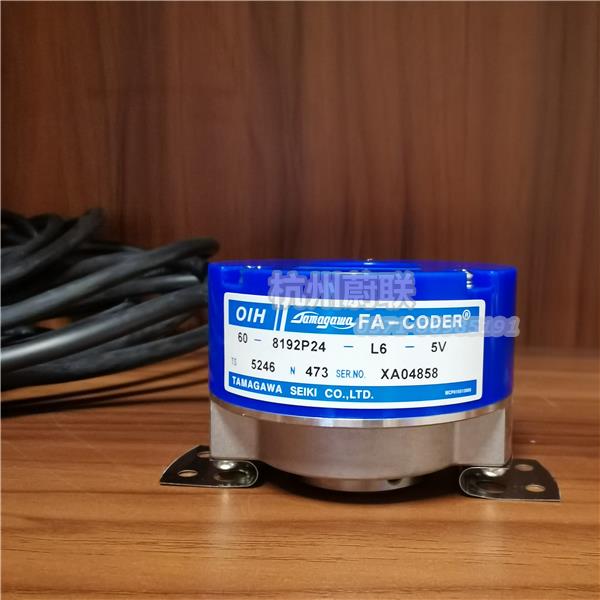 杭州蔚联
OIH Tamagawa FA-CODER®
60 - 8192P24 - L6 - 5V
TS 5246 N 473 SER.NO. XA04858
TAMAGAWA SEIKI CO.,LTD.